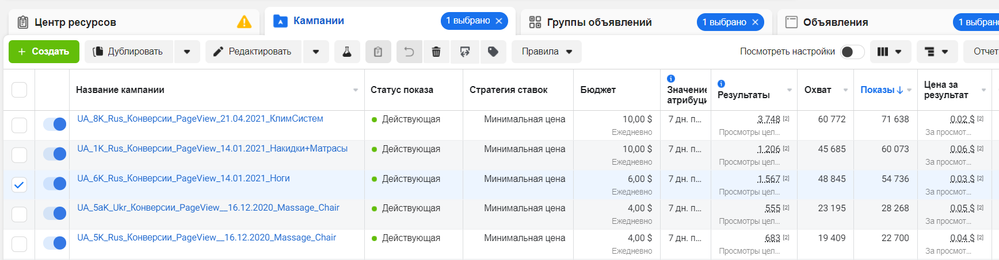 Центр ресурсов
Кампании
1 выбрано ×
Группы объявлений
1 выбрано ×
Объявления
1 выбрано
+ Создать
Дублировать
Редактировать
Правила
Посмотреть настройки
Отчет
Название кампании
Статус показа
Стратегия ставок
Бюджет
Значение атрибуци
Результаты
Охват
Показы ↓
Цена за результат
UA_8K_Rus_Конверсии_PageView_21.04.2021_КлимСистем
Действующая
Минимальная цена
10,00 $
Ежедневно
7 дн. п...
3 748 [2]
Просмотры цел...
60 772
71 638
0,02 $ [2]
За просмот...
UA_1K_Rus_Конверсии_PageView_14.01.2021_Накидки+Матрасы
Действующая
Минимальная цена
10,00 $
Ежедневно
7 дн. п...
1 206 [2]
Просмотры цел...
45 685
60 073
0,06 $ [2]
За просмот...
UA_6K_Rus_Конверсии_PageView_14.01.2021_Ноги
Действующая
Минимальная цена
6,00 $
Ежедневно
7 дн. п...
1 567 [2]
Просмотры цел...
48 845
54 736
0,03 $ [2]
За просмот...
UA_5aK_Ukr_Конверсии_PageView__16.12.2020_Massage_Chair
Действующая
Минимальная цена
4,00 $
Ежедневно
7 дн. п...
555 [2]
Просмотры цел...
23 195
28 268
0,05 $ [2]
За просмот...
UA_5K_Rus_Конверсии_PageView__16.12.2020_Massage_Chair
Действующая
Минимальная цена
4,00 $
Ежедневно
7 дн. п...
683 [2]
Просмотры цел...
19 409
22 700
0,04 $ [2]
За просмот...